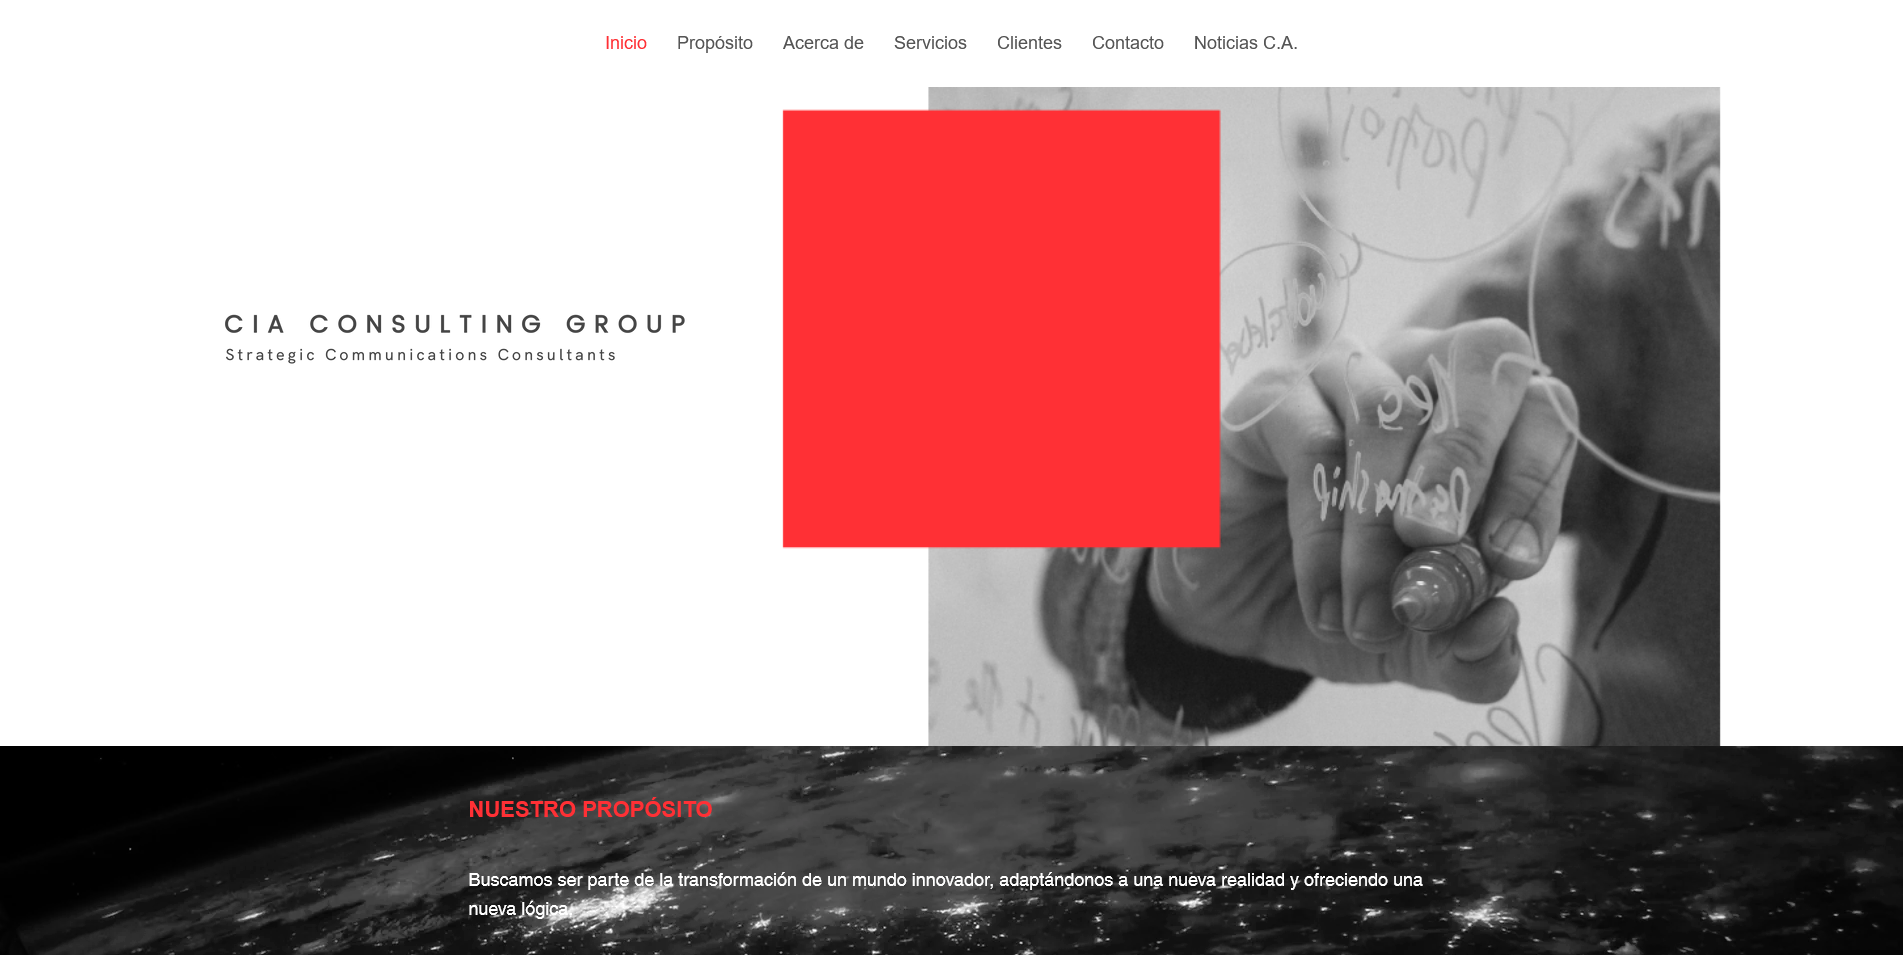 Inicio Propósito Acerca de Servicios Clientes Contacto Noticias C.A.
CIA CONSULTING GROUP
Strategic Communications Consultants
NUESTRO PROPÓSITO
Buscamos ser parte de la transformación de un mundo innovador, adaptándonos a una nueva realidad y ofreciendo una
nueva lógica.